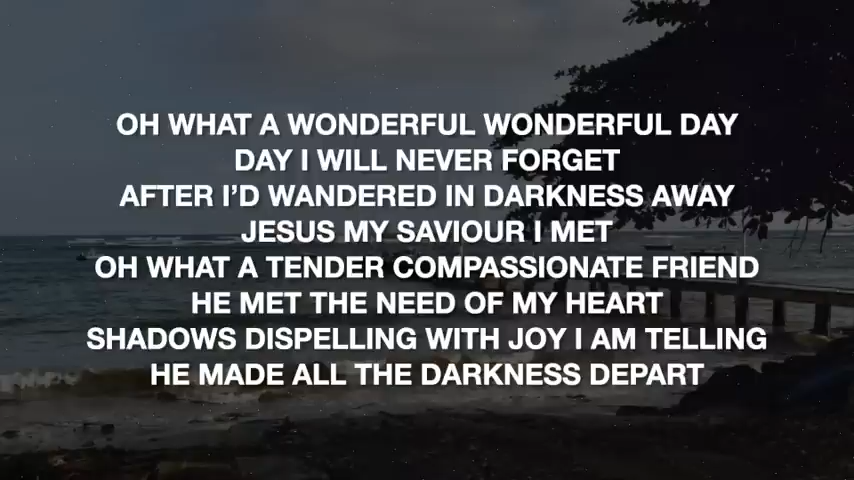 OH WHAT A WONDERFUL WONDERFUL DAY
DAY I WILL NEVER FORGET
AFTER I’D WANDERED IN DARKNESS AWAY
JESUS MY SAVIOUR I MET
OH WHAT A TENDER COMPASSIONATE FRIEND
HE MET THE NEED OF MY HEART
SHADOWS DISPELLING WITH JOY I AM TELLING
HE MADE ALL THE DARKNESS DEPART